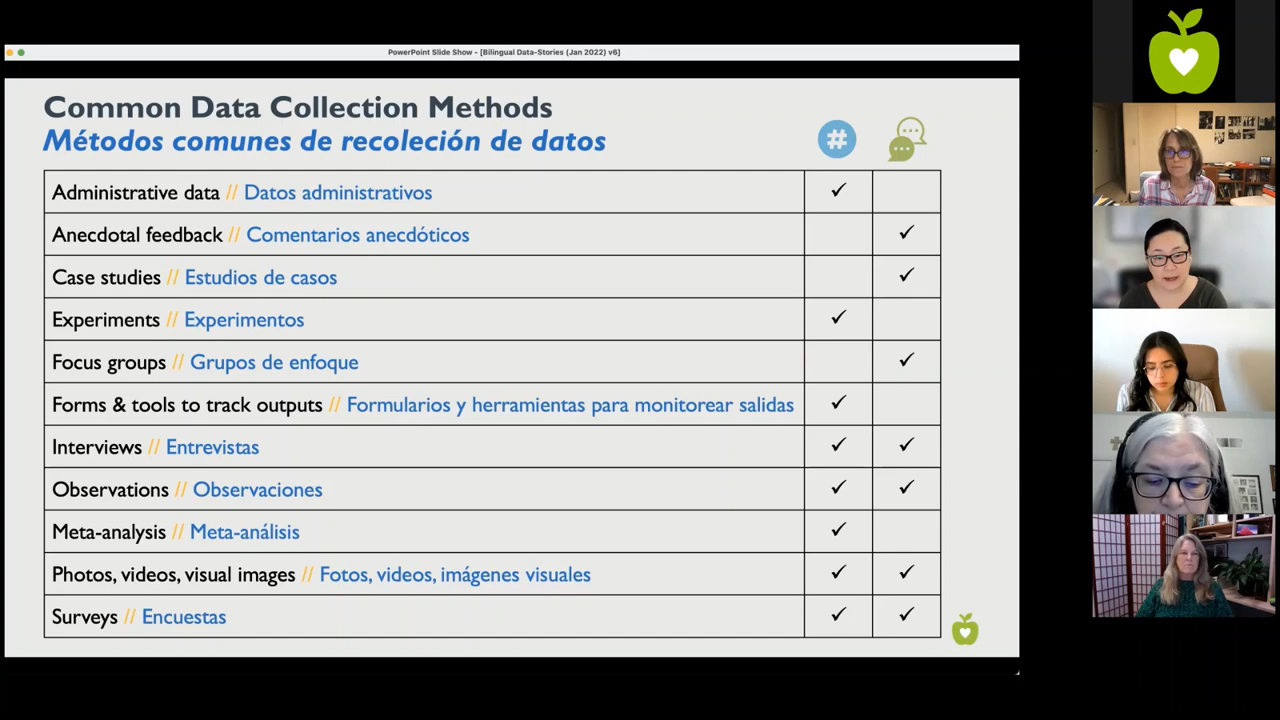 PowerPoint Slide Show - [Bilingual Data-Stories (Jan 2022) v6]
Common Data Collection Methods
Métodos comunes de recoleción de datos
#
Administrative data // Datos administrativos ✓
Anecdotal feedback // Comentarios anecdóticos ✓
Case studies // Estudios de casos ✓
Experiments // Experimentos ✓
Focus groups // Grupos de enfoque ✓
Forms & tools to track outputs // Formularios y herramientas para monitorear salidas ✓
Interviews // Entrevistas ✓ ✓
Observations // Observaciones ✓ ✓
Meta-analysis // Meta-análisis ✓
Photos, videos, visual images // Fotos, videos, imágenes visuales ✓ ✓
Surveys // Encuestas ✓ ✓